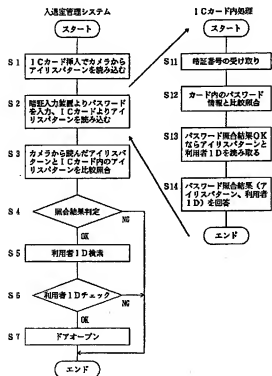 入退室管理システム
スタート
S1
ICカード挿入でカメラから
アイリスパターンを読み込む
S2
暗証入力装置よりパスワード
を入力、ICカードよりアイ
リスパターンを読み込む
S3
カメラから読んだアイリスパ
タンとICカード内のアイ
リスパターンを比較照合
S4
照合結果判定
NG
OK
S5
利用者ID検索
S6
利用者IDチェック
NG
OK
S7
ドアオープン
エンド
ICカード内処理
スタート
S11
暗証番号の受け取り
S12
カード内のパスワード
情報と比較照合
S13
パスワード照合結果OK
ならアイリスパターンと
利用者IDを読み取る
S14
パスワード照合結果(ア
イリスパターン、利用者
ID)を回答
エンド